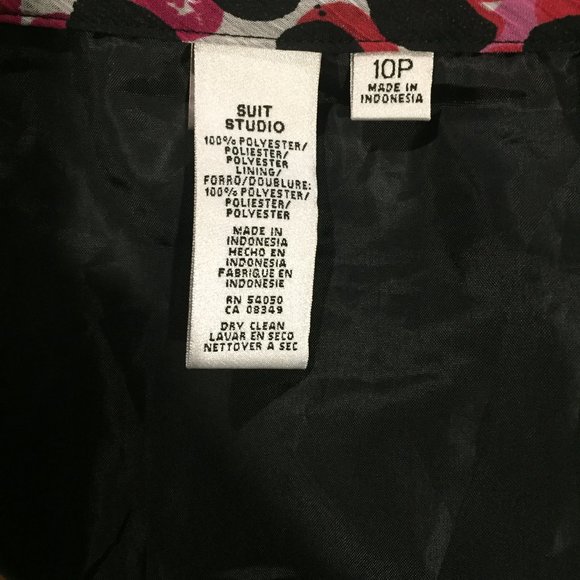 SUIT
STUDIO
100% POLYESTER/
POLIESTER/
POLYESTER
LINING/
FORRO/DOUBLURE:
100% POLYESTER/
POLIESTER/
POLYESTER
MADE IN
INDONESIA
HECHO EN
INDONESIA
FABRIQUE EN
INDONESIE
RN 54050
CA 08349
DRY CLEAN
LAVAR EN SECO
NETTOYER A SEC
10P
MADE IN
INDONESIA